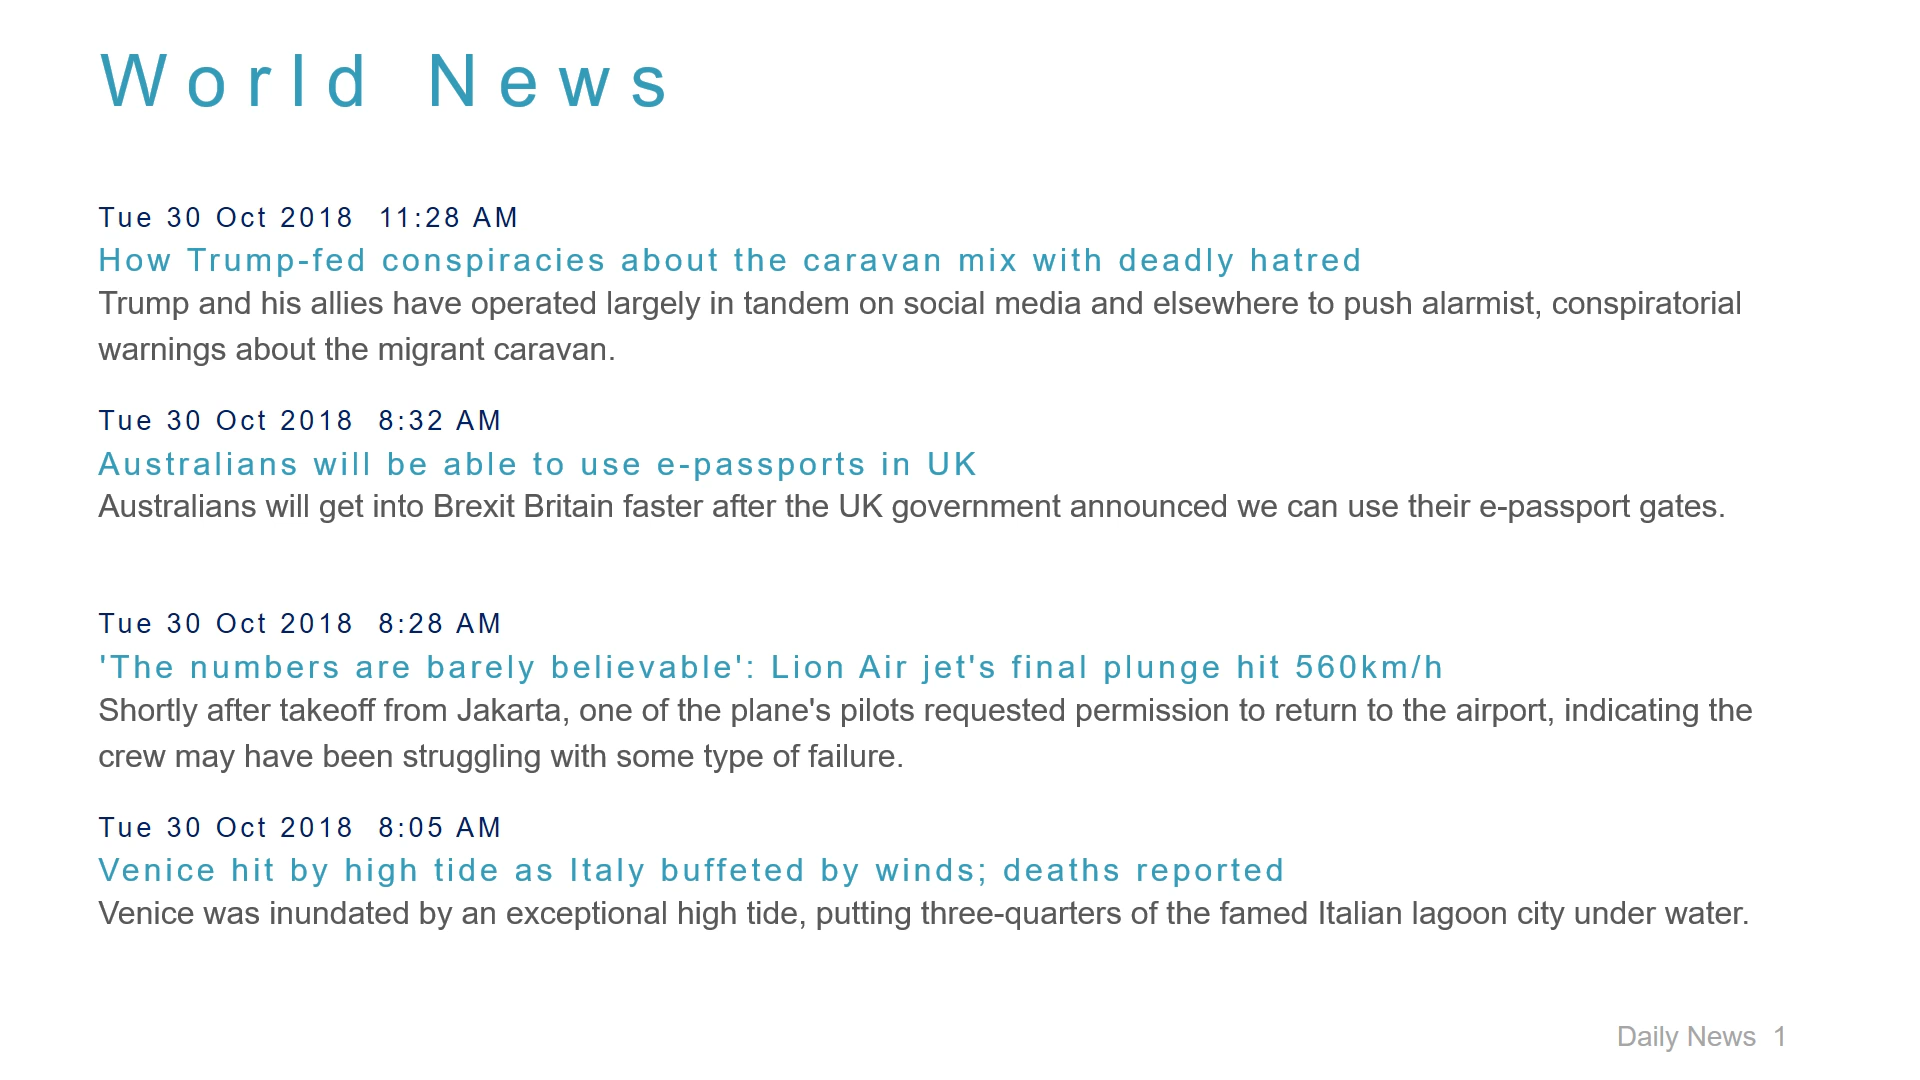 World News
Tue 30 Oct 2018  11:28 AM
How Trump-fed conspiracies about the caravan mix with deadly hatred
Trump and his allies have operated largely in tandem on social media and elsewhere to push alarmist, conspiratorial
warnings about the migrant caravan.
Tue 30 Oct 2018  8:32 AM
Australians will be able to use e-passports in UK
Australians will get into Brexit Britain faster after the UK government announced we can use their e-passport gates.
Tue 30 Oct 2018  8:28 AM
'The numbers are barely believable': Lion Air jet's final plunge hit 560km/h
Shortly after takeoff from Jakarta, one of the plane's pilots requested permission to return to the airport, indicating the
crew may have been struggling with some type of failure.
Tue 30 Oct 2018  8:05 AM
Venice hit by high tide as Italy buffeted by winds; deaths reported
Venice was inundated by an exceptional high tide, putting three-quarters of the famed Italian lagoon city under water.
Daily News  1